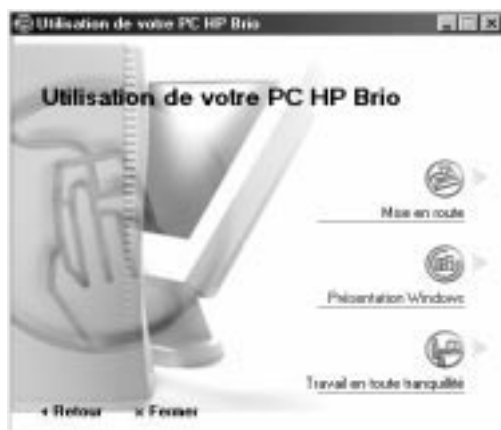 Utilisation de votre PC HP Brio
Utilisation de votre PC HP Brio
Mise en route
Présentation Windows
Travail en toute tranquillité
Retour
× Fermer